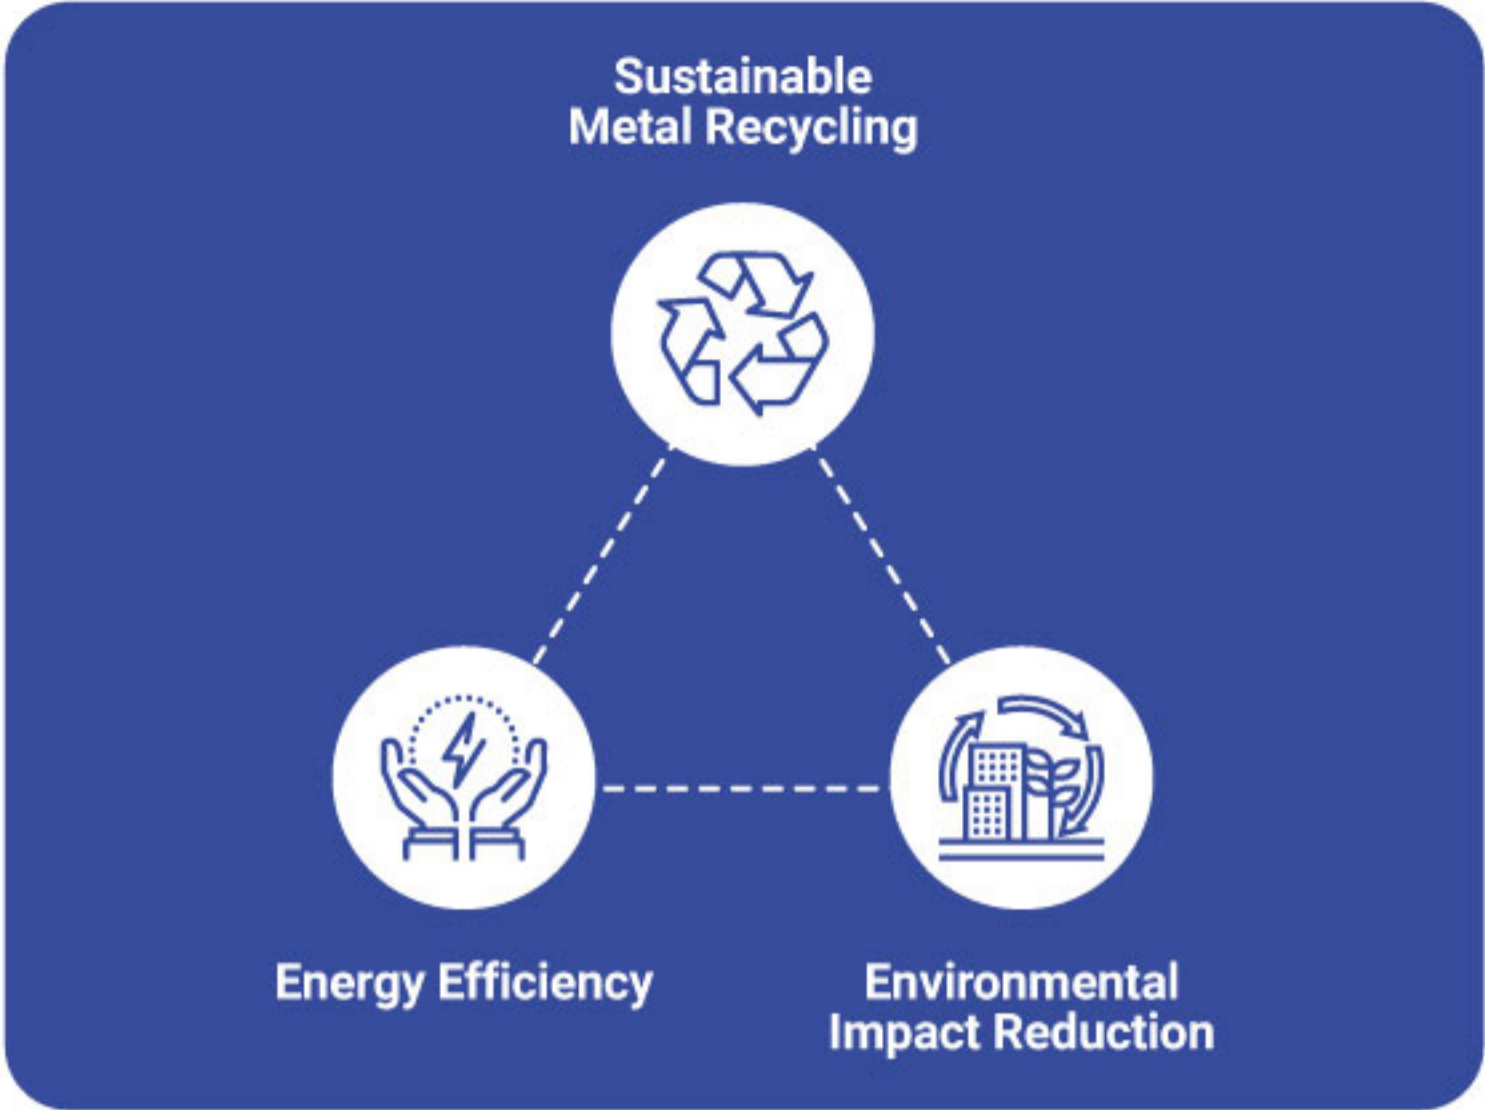 Sustainable
Metal Recycling
Energy Efficiency
Environmental
Impact Reduction